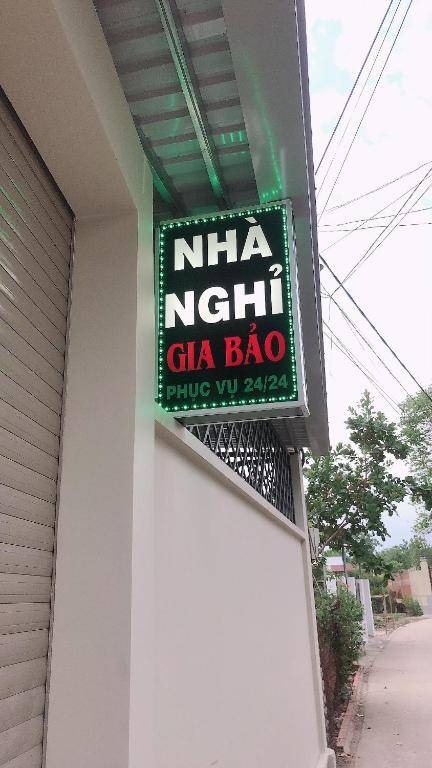 NHÀ
NGHỈ
GIA BẢO
PHỤC VỤ 24/24